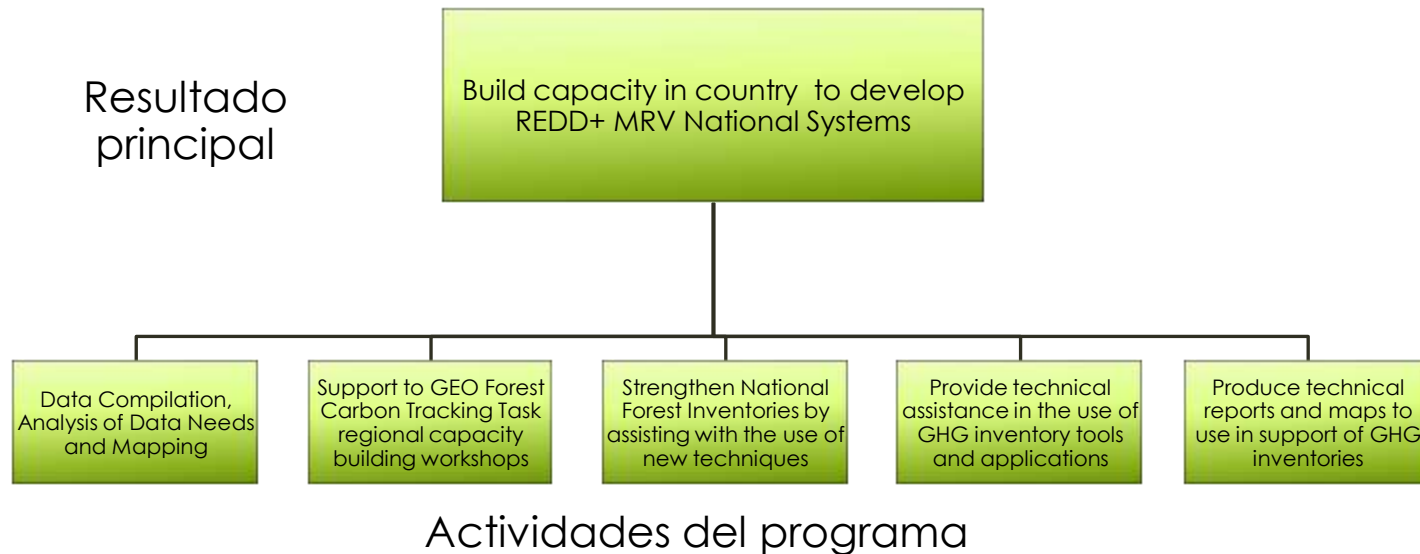 Resultado
principal
Build capacity in country to develop
REDD+ MRV National Systems
Data Compilation,
Analysis of Data Needs
and Mapping
Support to GEO Forest
Carbon Tracking Task
regional capacity
building workshops
Strengthen National
Forest Inventories by
assisting with the use of
new techniques
Provide technical
assistance in the use of
GHG inventory tools
and applications
Produce technical
reports and maps to
use in support of GHG
inventories
Actividades del programa